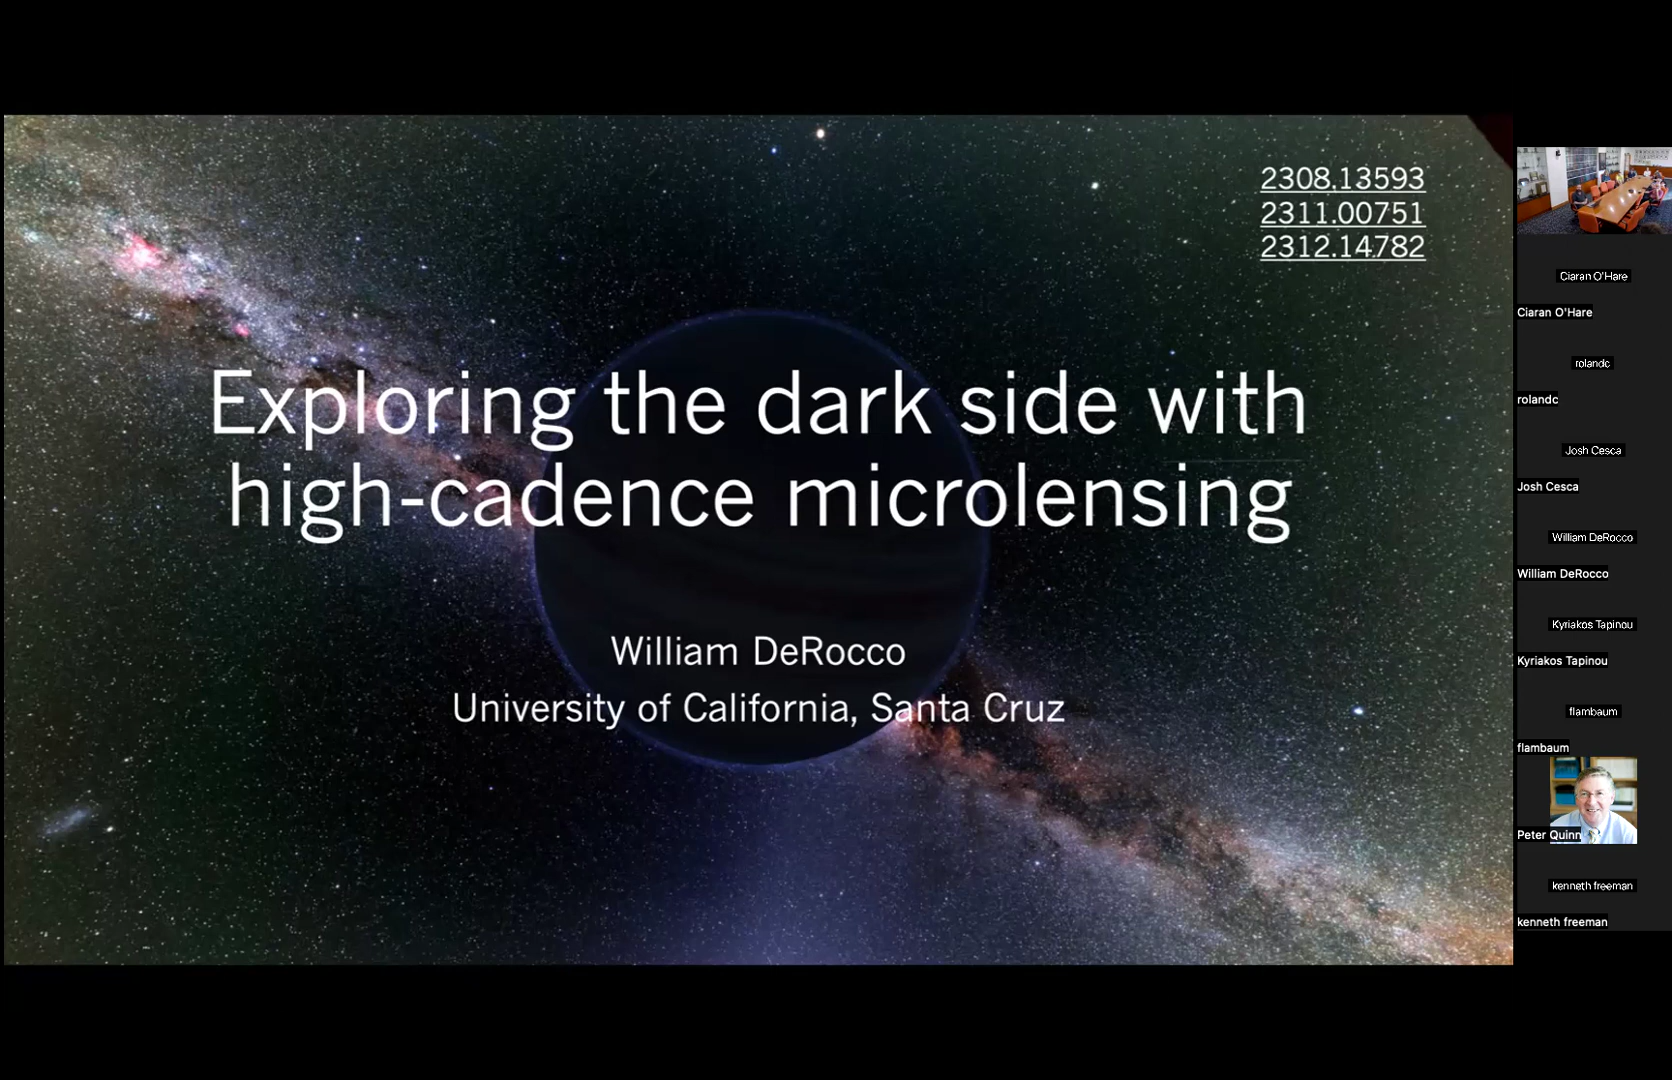 2308.13593
2311.00751
2312.14782
Exploring the dark side with
high-cadence microlensing
William DeRocco
University of California, Santa Cruz
Ciaran O'Hare
Ciaran O'Hare
rolandc
rolandc
Josh Cesca
Josh Cesca
William DeRocco
William DeRocco
Kyriakos Tapinou
Kyriakos Tapinou
flambaum
flambaum
Peter Quinn
kenneth freeman
kenneth freeman